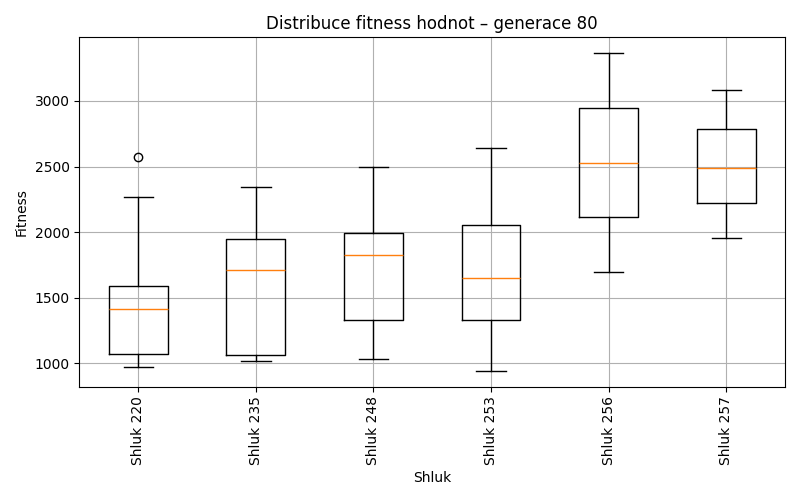 Distribuce fitness hodnot – generace 80
Fitness
3000
2500
2000
1500
1000
Shluk 220
Shluk 235
Shluk 248
Shluk 253
Shluk 256
Shluk 257
Shluk